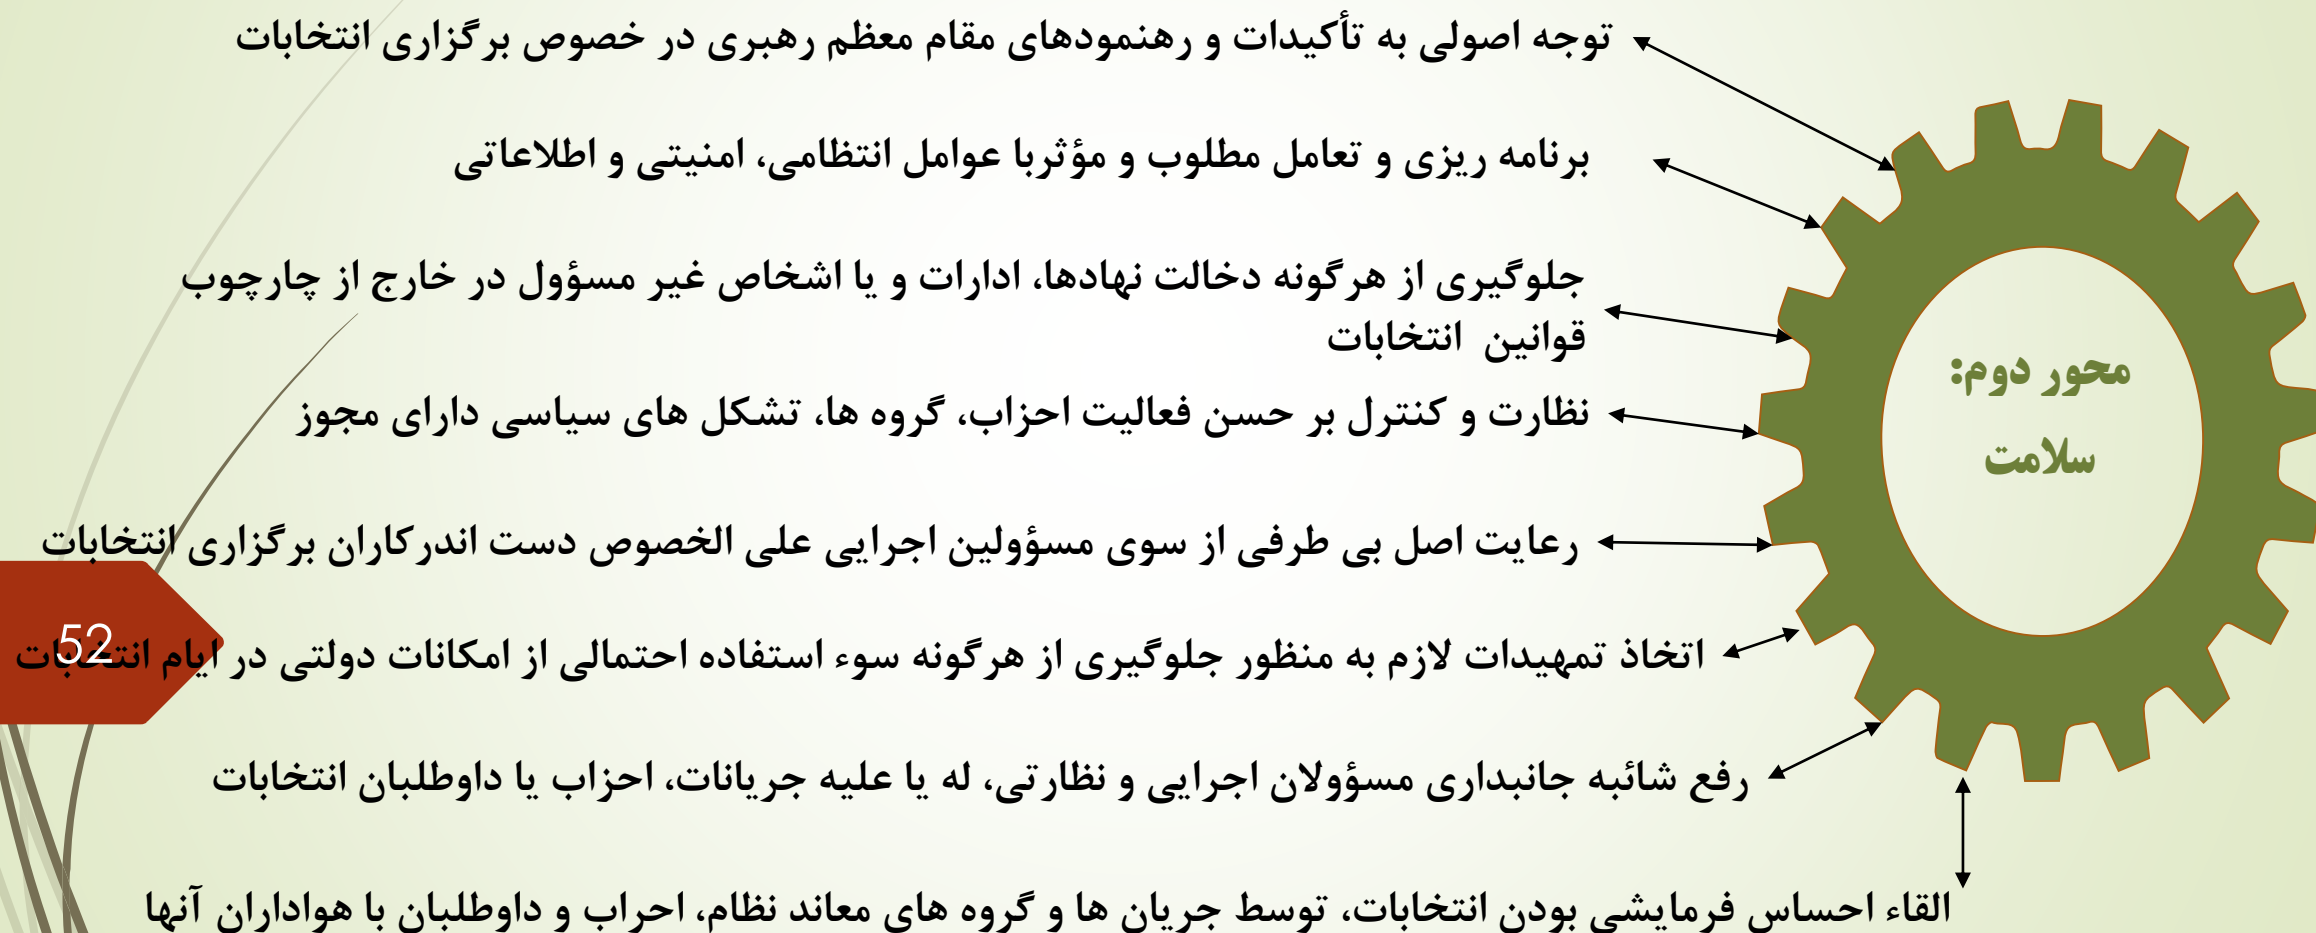 توجه اصولی به تأکیدات و رهنمودهای مقام معظم رهبری در خصوص برگزاری انتخابات
برنامه ریزی و تعامل مطلوب و مؤثربا عوامل انتظامی، امنیتی و اطلاعاتی
جلوگیری از هرگونه دخالت نهادها، ادارات و یا اشخاص غیر مسؤول در خارج از چارچوب
قوانین انتخابات
محور دوم:
سلامت
نظارت و کنترل بر حسن فعالیت احزاب، گروه ها، تشکل های سیاسی دارای مجوز
رعایت اصل بی طرفی از سوی مسؤولین اجرایی علی الخصوص دست اندرکاران برگزاری انتخابات
اتخاذ تمهیدات لازم به منظور جلوگیری از هرگونه سوء استفاده احتمالی از امکانات دولتی در ایام انتخابات
52
رفع شائبه جانبداری مسؤولان اجرایی و نظارتی، له یا علیه جریانات، احزاب یا داوطلبان انتخابات
القاء احساس فرمایشی بودن انتخابات، توسط جریان ها و گروه های معاند نظام، احراب و داوطلبان با هواداران آنها